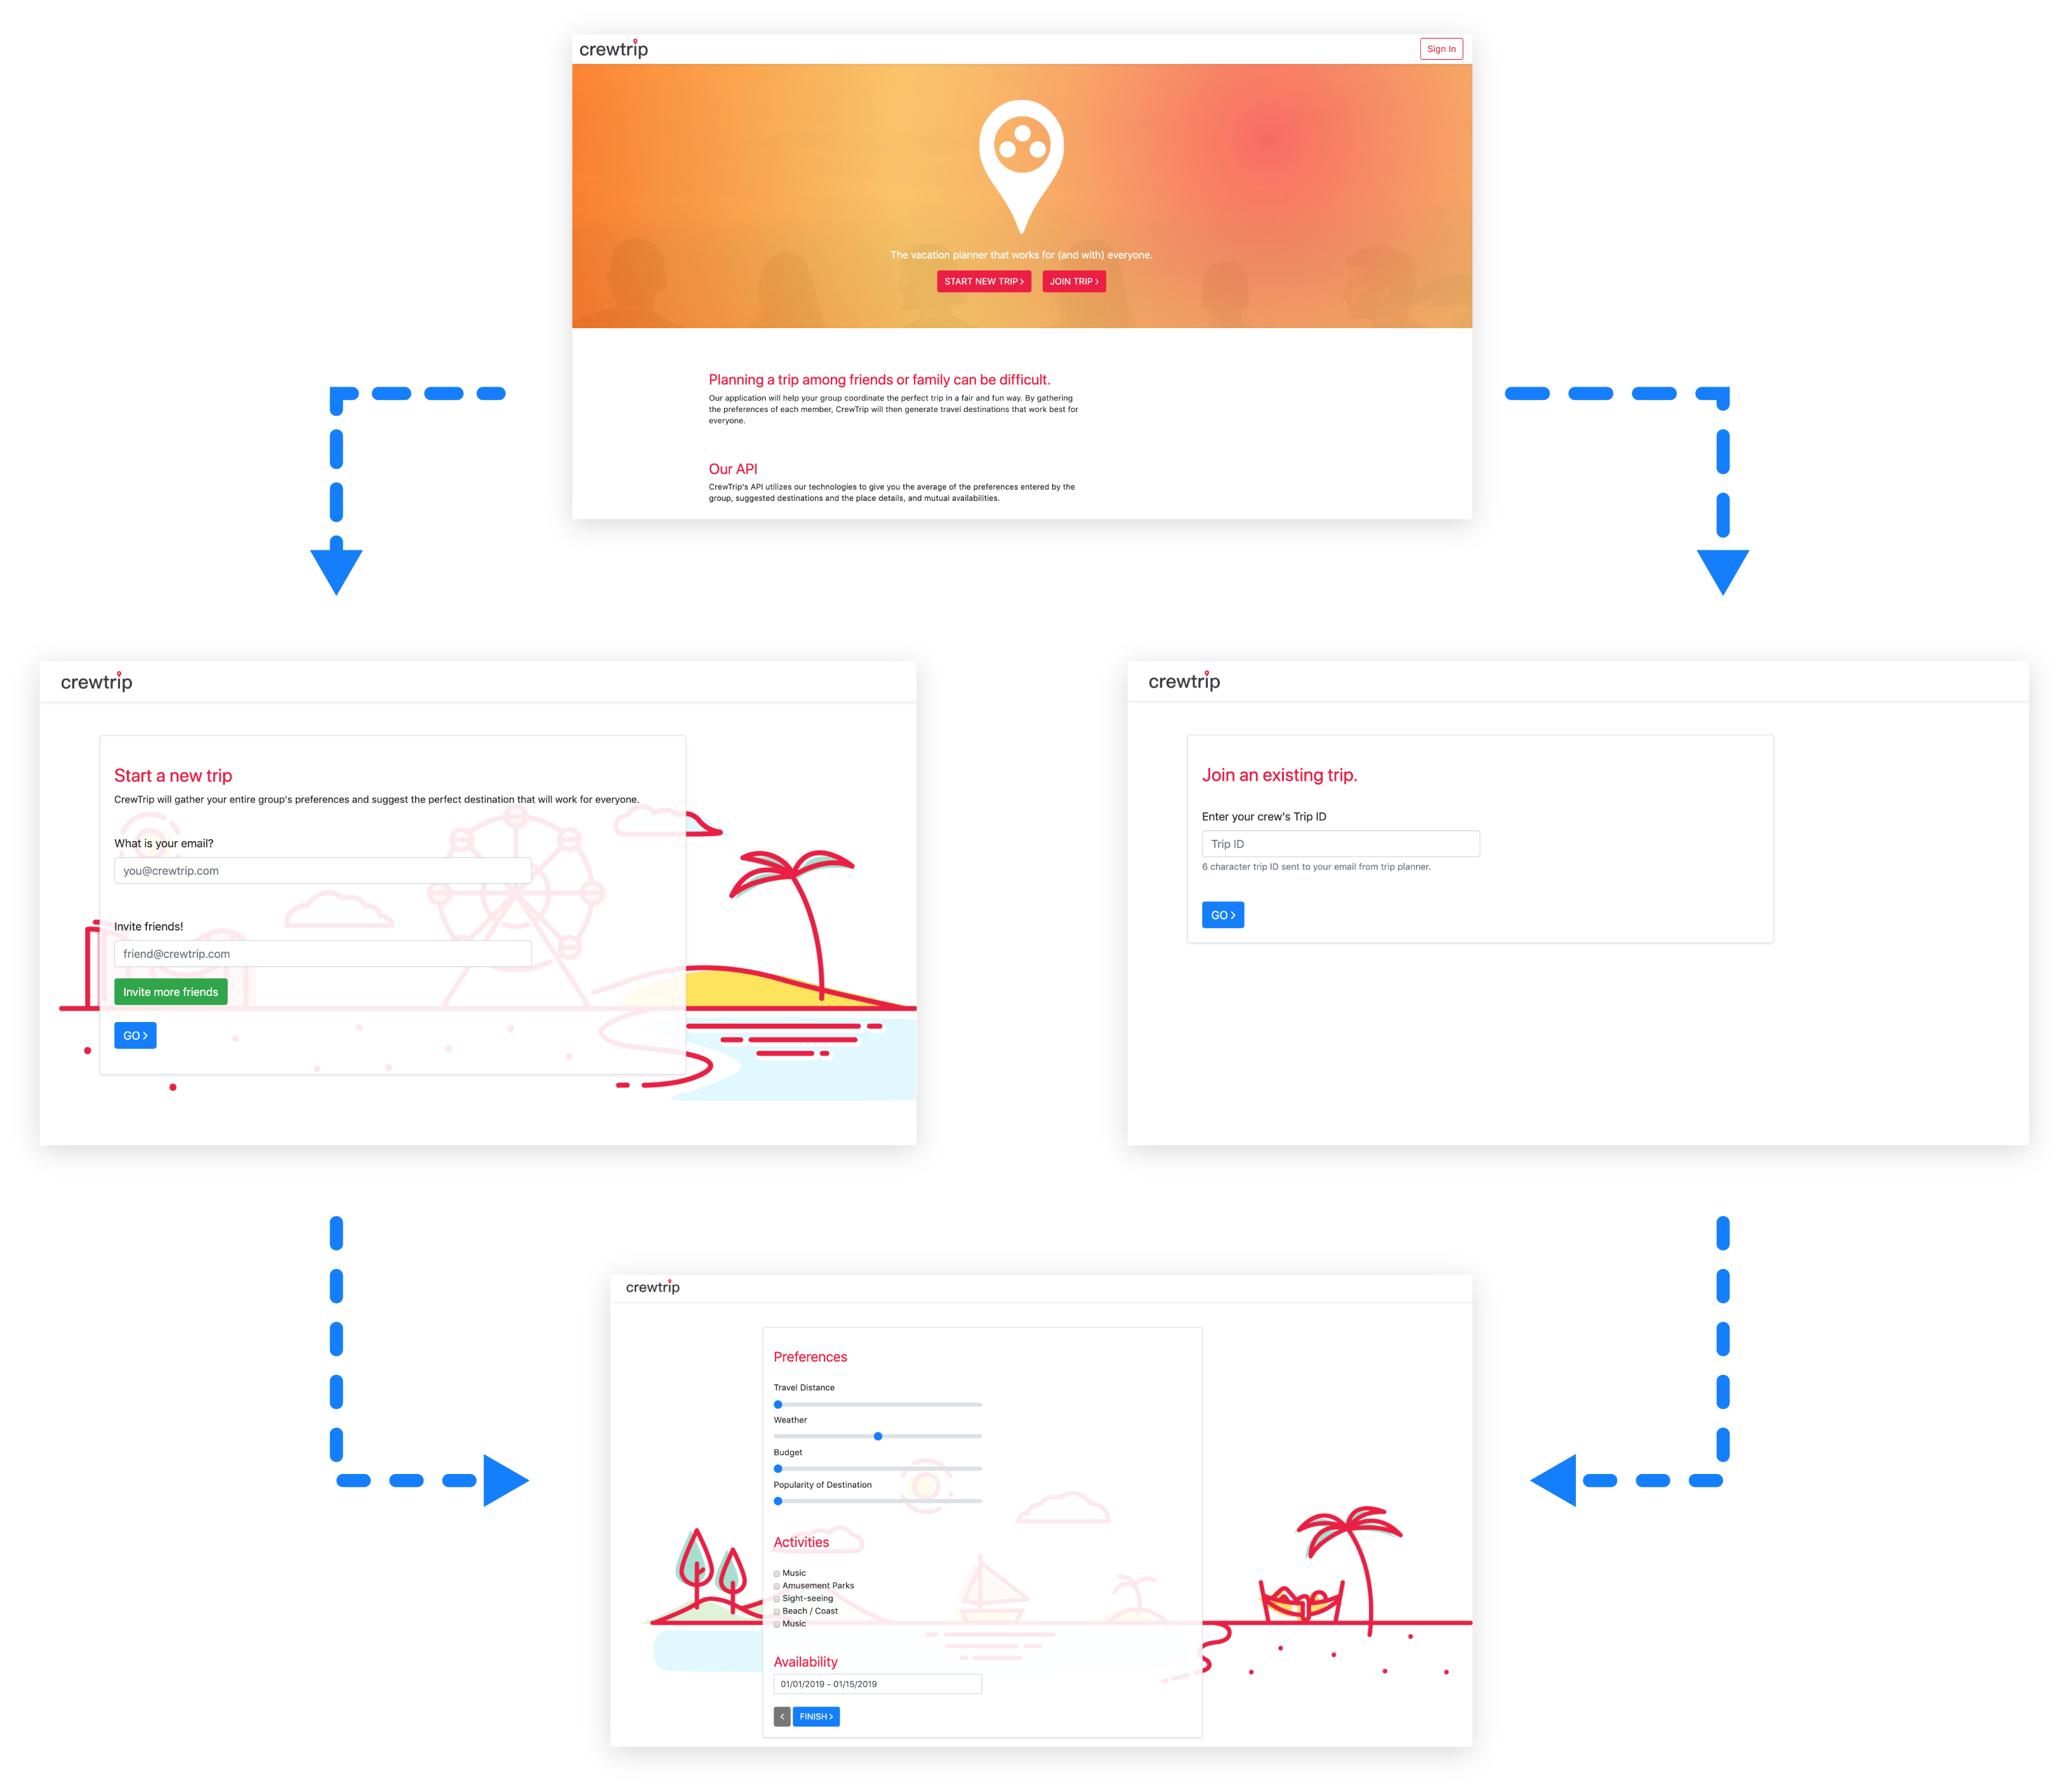 crewtrip
Sign In
The vacation planner that works for (and with) everyone.
START NEW TRIP >
JOIN TRIP >
Planning a trip among friends or family can be difficult.
Our application will help your group coordinate the perfect trip in a fair and fun way. By gathering
the preferences of each member, CrewTrip will then generate travel destinations that work best for
everyone.
Our API
CrewTrip's API utilizes our technologies to give you the average of the preferences entered by the
group, suggested destinations and the place details, and mutual availabilities.
crewtrip
Start a new trip
CrewTrip will gather your entire group's preferences and suggest the perfect destination that will work for everyone.
What is your email?
you@crewtrip.com
Invite friends!
friend@crewtrip.com
Invite more friends
GO >
crewtrip
Join an existing trip.
Enter your crew's Trip ID
Trip ID
6 character trip ID sent to your email from trip planner.
GO >
crewtrip
Preferences
Travel Distance
Weather
Budget
Popularity of Destination
Activities
Music
Amusement Parks
Sight-seeing
Beach / Coast
Music
Availability
01/01/2019 - 01/15/2019
< FINISH >